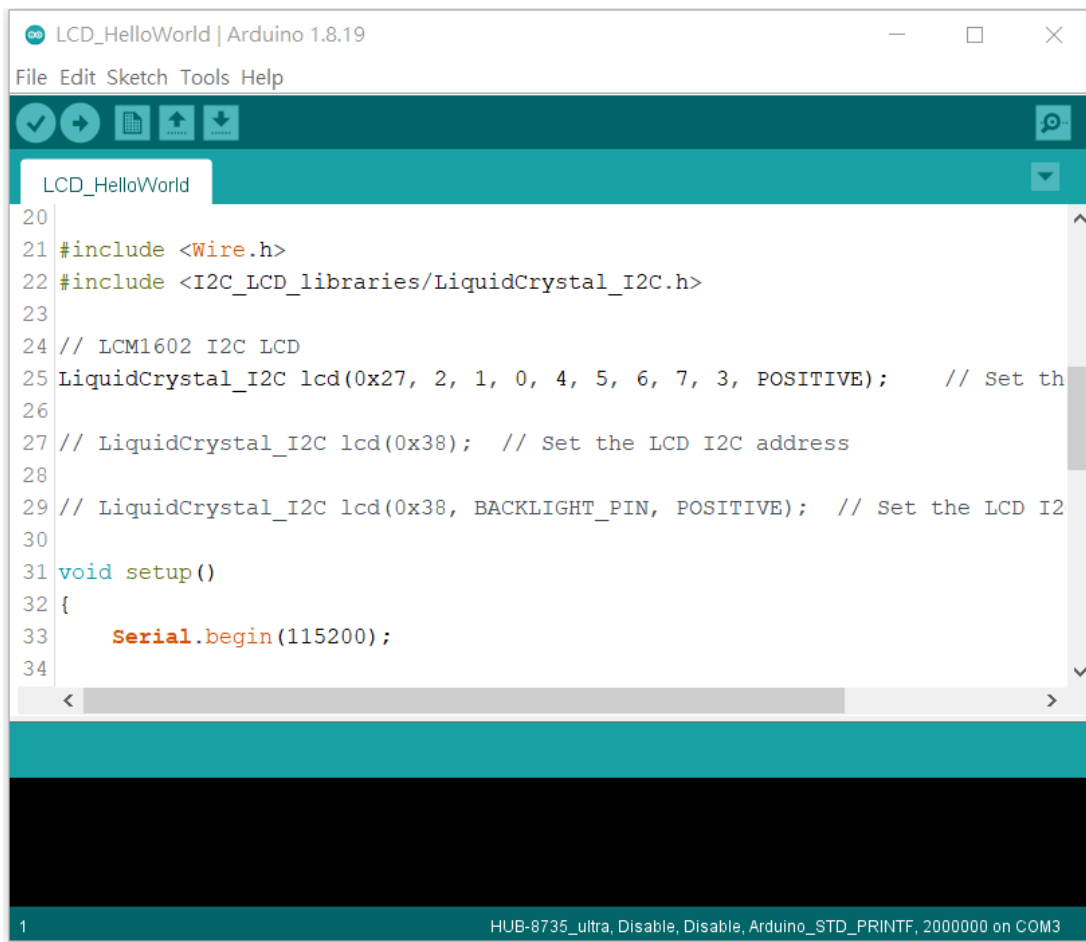 LCD_HelloWorld | Arduino 1.8.19
File Edit Sketch Tools Help
LCD_HelloWorld
20
21 #include <Wire.h>
22 #include <I2C_LCD_libraries/LiquidCrystal_I2C.h>
23
24 // LCM1602 I2C LCD
25 LiquidCrystal_I2C lcd(0x27, 2, 1, 0, 4, 5, 6, 7, 3, POSITIVE);    // Set th
26
27 // LiquidCrystal_I2C lcd(0x38);  // Set the LCD I2C address
28
29 // LiquidCrystal_I2C lcd(0x38, BACKLIGHT_PIN, POSITIVE);  // Set the LCD I2
30
31 void setup()
32 {
33     Serial.begin(115200);
34
1 HUB-8735_ultra, Disable, Disable, Arduino_STD_PRINTF, 2000000 on COM3